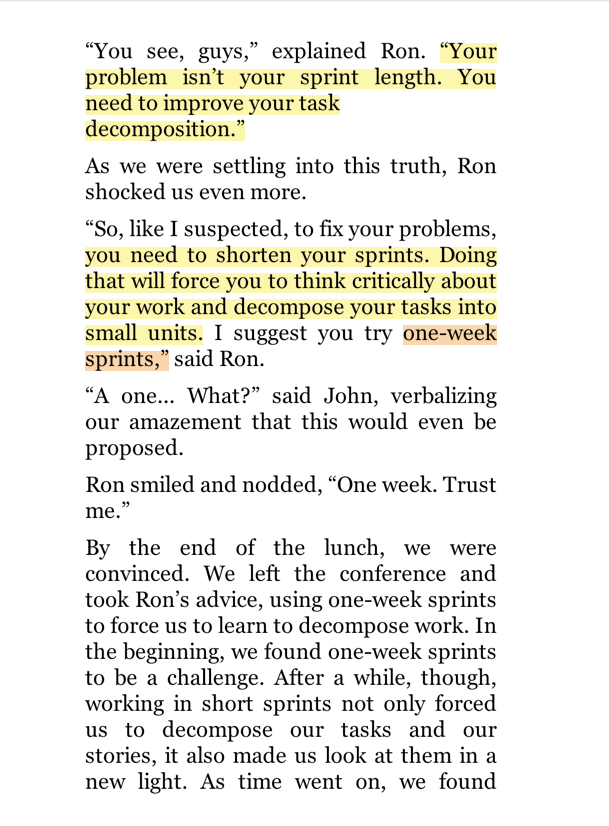 “You see, guys,” explained Ron. “Your
problem isn’t your sprint length. You
need to improve your task
decomposition.”
As we were settling into this truth, Ron
shocked us even more.
“So, like I suspected, to fix your problems,
you need to shorten your sprints. Doing
that will force you to think critically about
your work and decompose your tasks into
small units. I suggest you try one-week
sprints,” said Ron.
“A one... What?” said John, verbalizing
our amazement that this would even be
proposed.
Ron smiled and nodded, “One week. Trust
me.”
By the end of the lunch, we were
convinced. We left the conference and
took Ron’s advice, using one-week sprints
to force us to learn to decompose work. In
the beginning, we found one-week sprints
to be a challenge. After a while, though,
working in short sprints not only forced
us to decompose our tasks and our
stories, it also made us look at them in a
new light. As time went on, we found